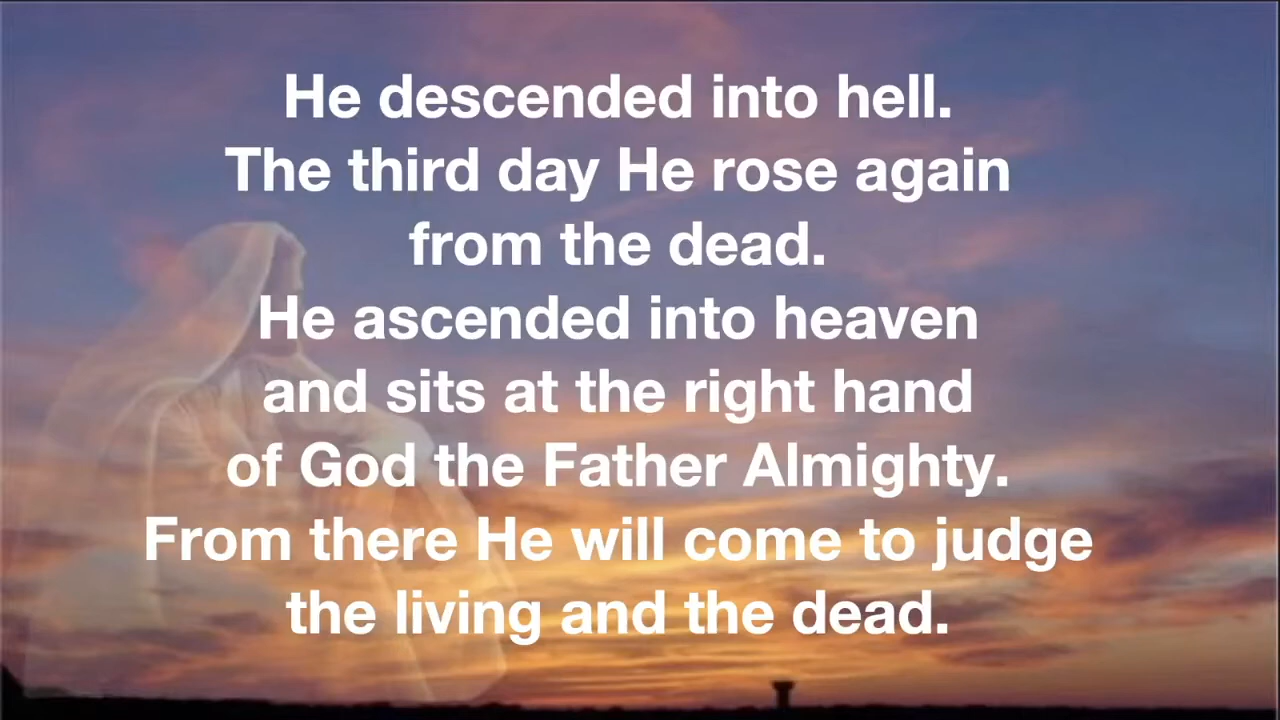 He descended into hell.
The third day He rose again
from the dead.
He ascended into heaven
and sits at the right hand
of God the Father Almighty.
From there He will come to judge
the living and the dead.